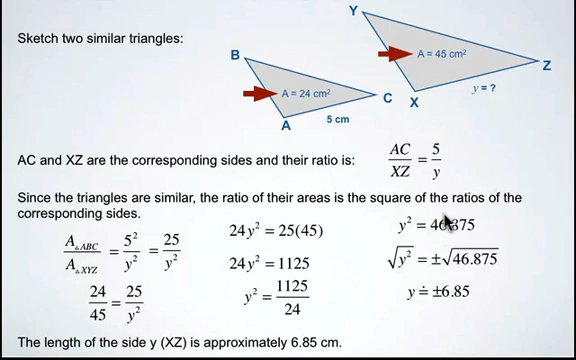 Sketch two similar triangles:
Y
B
A = 45 cm²
Z
A = 24 cm²
y = ?
C
X
5 cm
A
AC and XZ are the corresponding sides and their ratio is:
AC/XZ = 5/y
Since the triangles are similar, the ratio of their areas is the square of the ratios of the
corresponding sides.
A△ABC/A△XYZ = 5²/y² = 25/y²
24/45 = 25/y²
24y² = 25(45)
24y² = 1125
y² = 1125/24
y² = 46.875
√y² = ±√46.875
y ≐ ±6.85
The length of the side y (XZ) is approximately 6.85 cm.